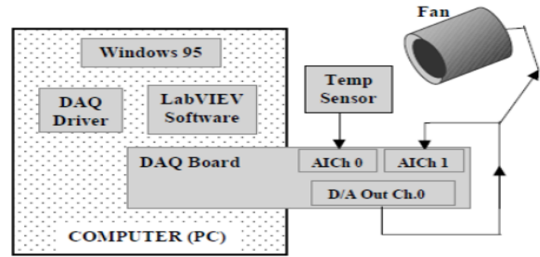 Fan
Windows 95
Temp
Sensor
DAQ
Driver
LabVIEV
Software
DAQ Board
AICh 0
AICh 1
D/A Out Ch.0
COMPUTER (PC)